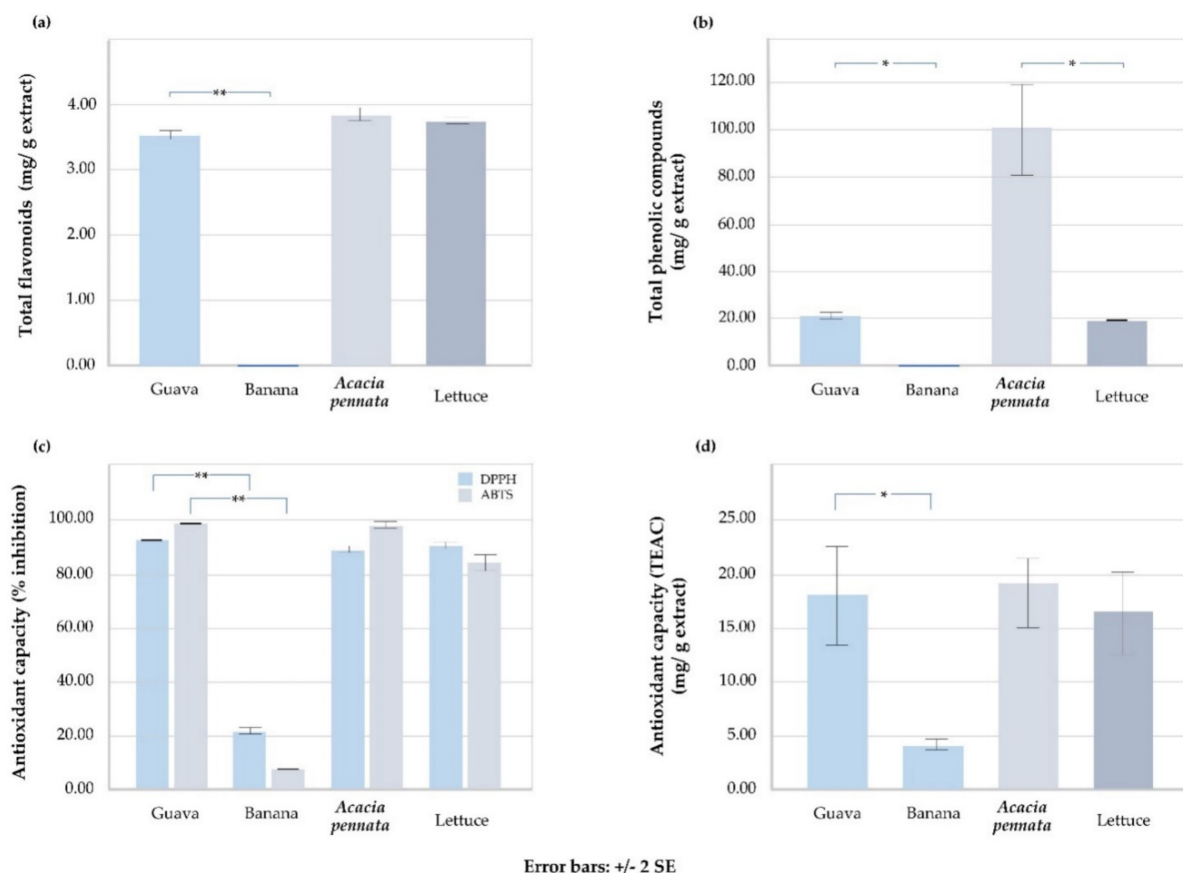 (a)
Total flavonoids (mg/ g extract)
4.00
3.00
2.00
1.00
0.00
**
Guava
Banana
Acacia
pennata
Lettuce
(b)
Total phenolic compounds
(mg/ g extract)
120.00
100.00
80.00
60.00
40.00
20.00
0.00
*
*
Guava
Banana
Acacia
pennata
Lettuce
(c)
Antioxidant capacity (% inhibition)
100.00
80.00
60.00
40.00
20.00
0.00
**
**
DPPH
ABTS
Guava
Banana
Acacia
pennata
Lettuce
(d)
Antioxidant capacity (TEAC)
(mg/ g extract)
25.00
20.00
15.00
10.00
5.00
0.00
*
Guava
Banana
Acacia
pennata
Lettuce
Error bars: +/- 2 SE